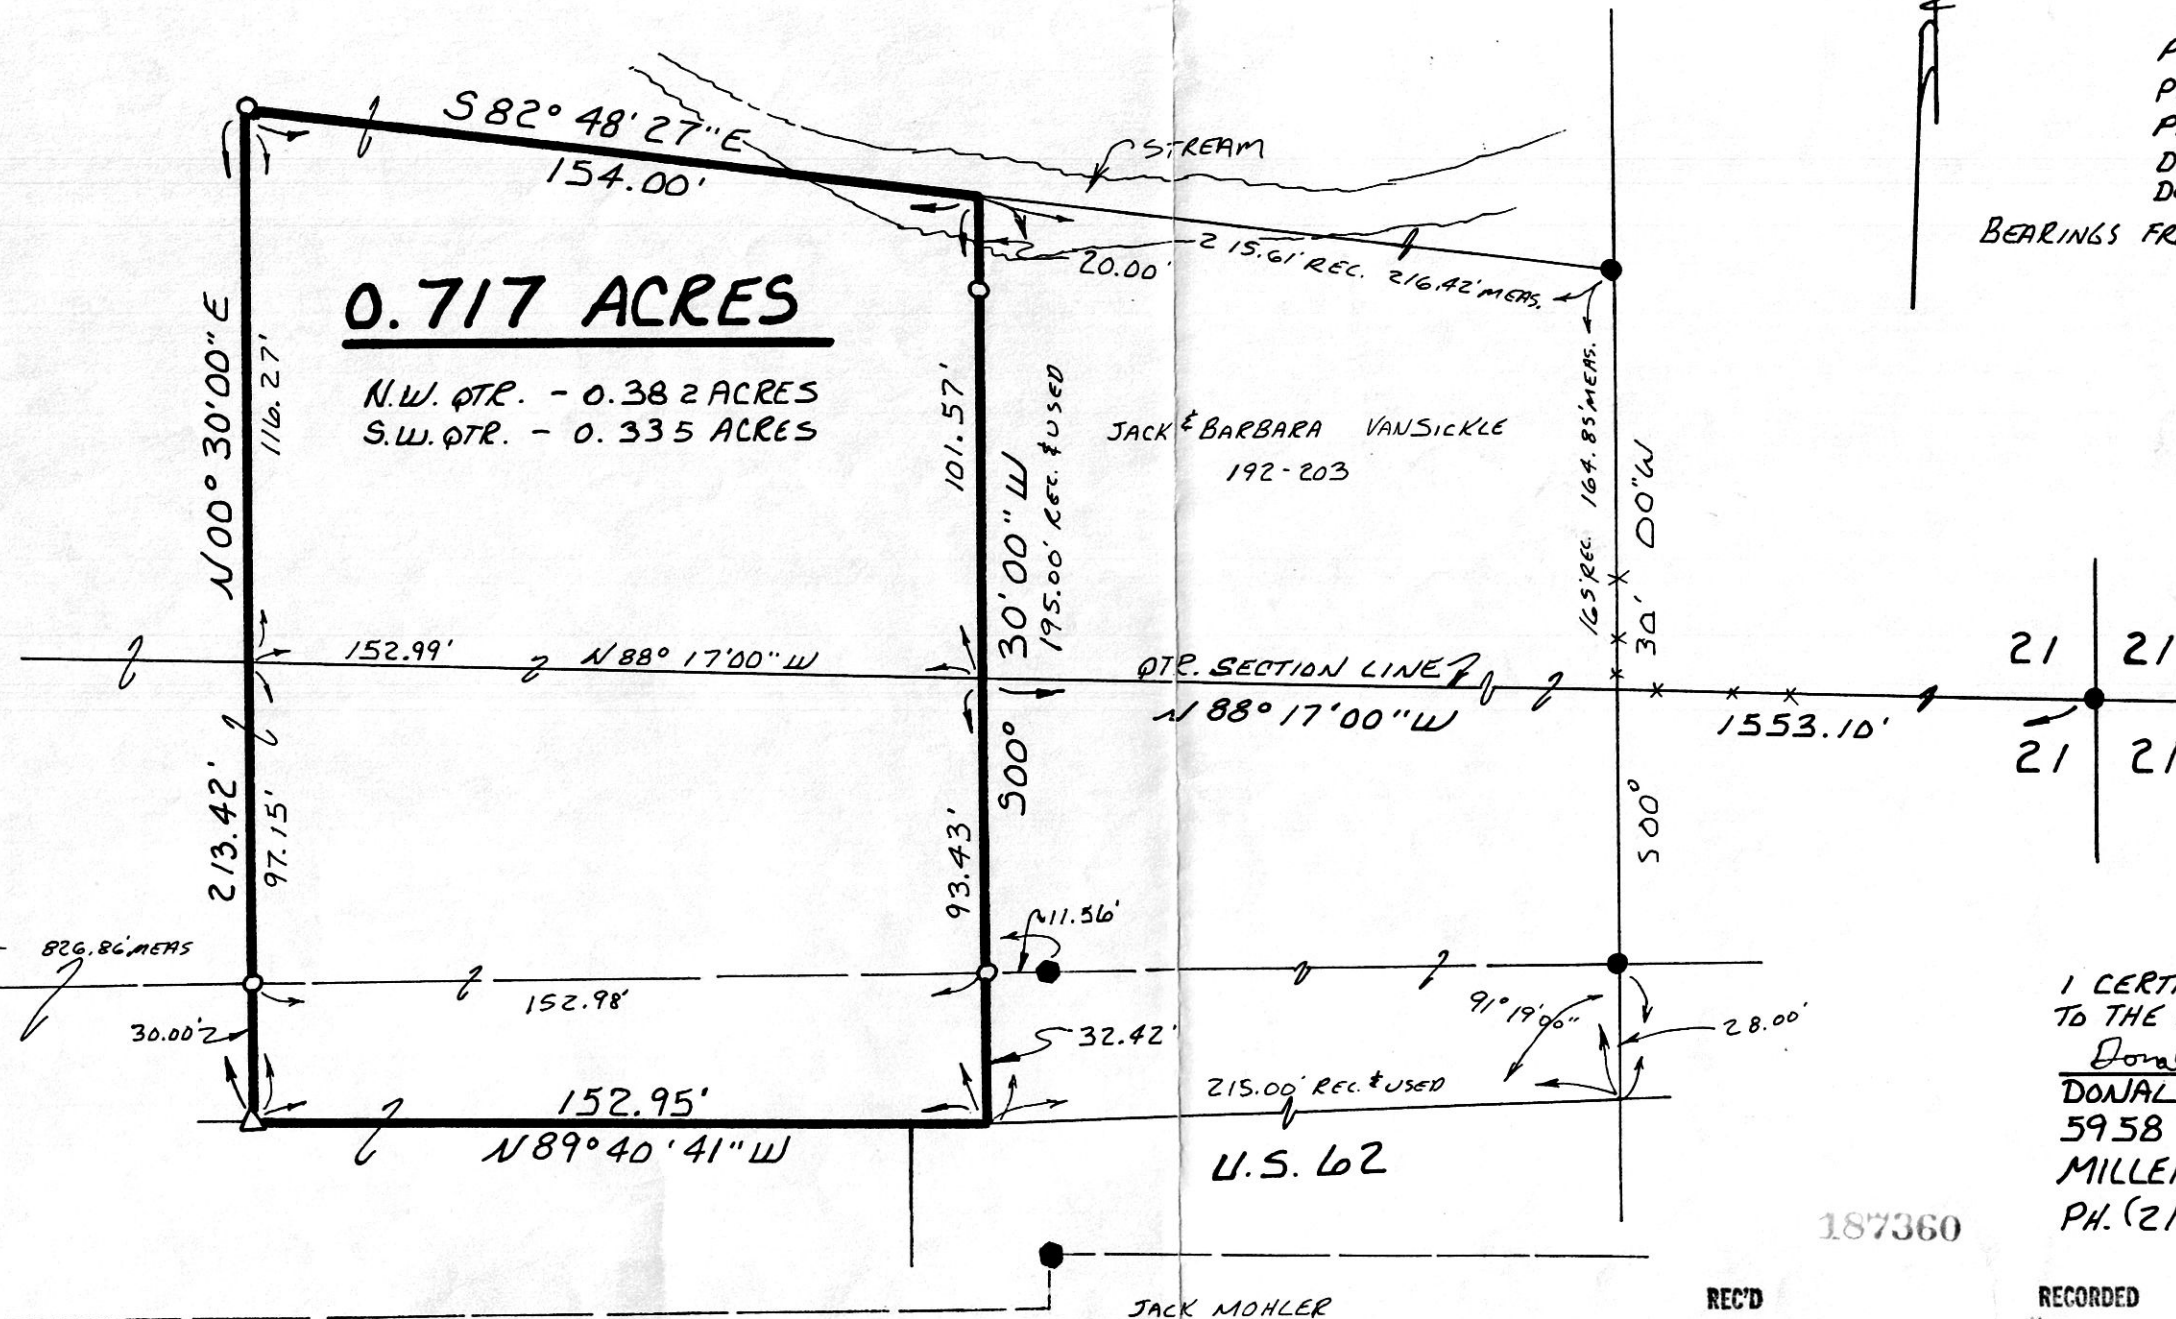 S 82° 48' 27" E
154.00'
STREAM
20.00'
215.61' REC. 216.42' MEAS.
BEARINGS FR
0.717 ACRES
N.W. QTR. - 0.382 ACRES
S.W. QTR. - 0.335 ACRES
N 00° 30' 00" E
116.27'
101.57'
S 00° 30' 00" W
195.00' REC. & USED
JACK & BARBARA VANSICKLE
192-203
165' REC. 164.85' MEAS.
S 00° 30' 00" W
152.99'
N 88° 17' 00" W
QTR. SECTION LINE
N 88° 17' 00" W
1553.10'
21 21
21 21
213.42'
97.15'
93.43'
11.56'
826.86' MEAS
152.98'
30.00'
32.42'
91° 19' 00"
28.00'
152.95'
N 89° 40' 41" W
215.00' REC. & USED
U.S. 62
I CERT
TO THE
Dona
DONAL
5958
MILLE
PH. (21
187360
JACK MOHLER
REC'D
RECORDED